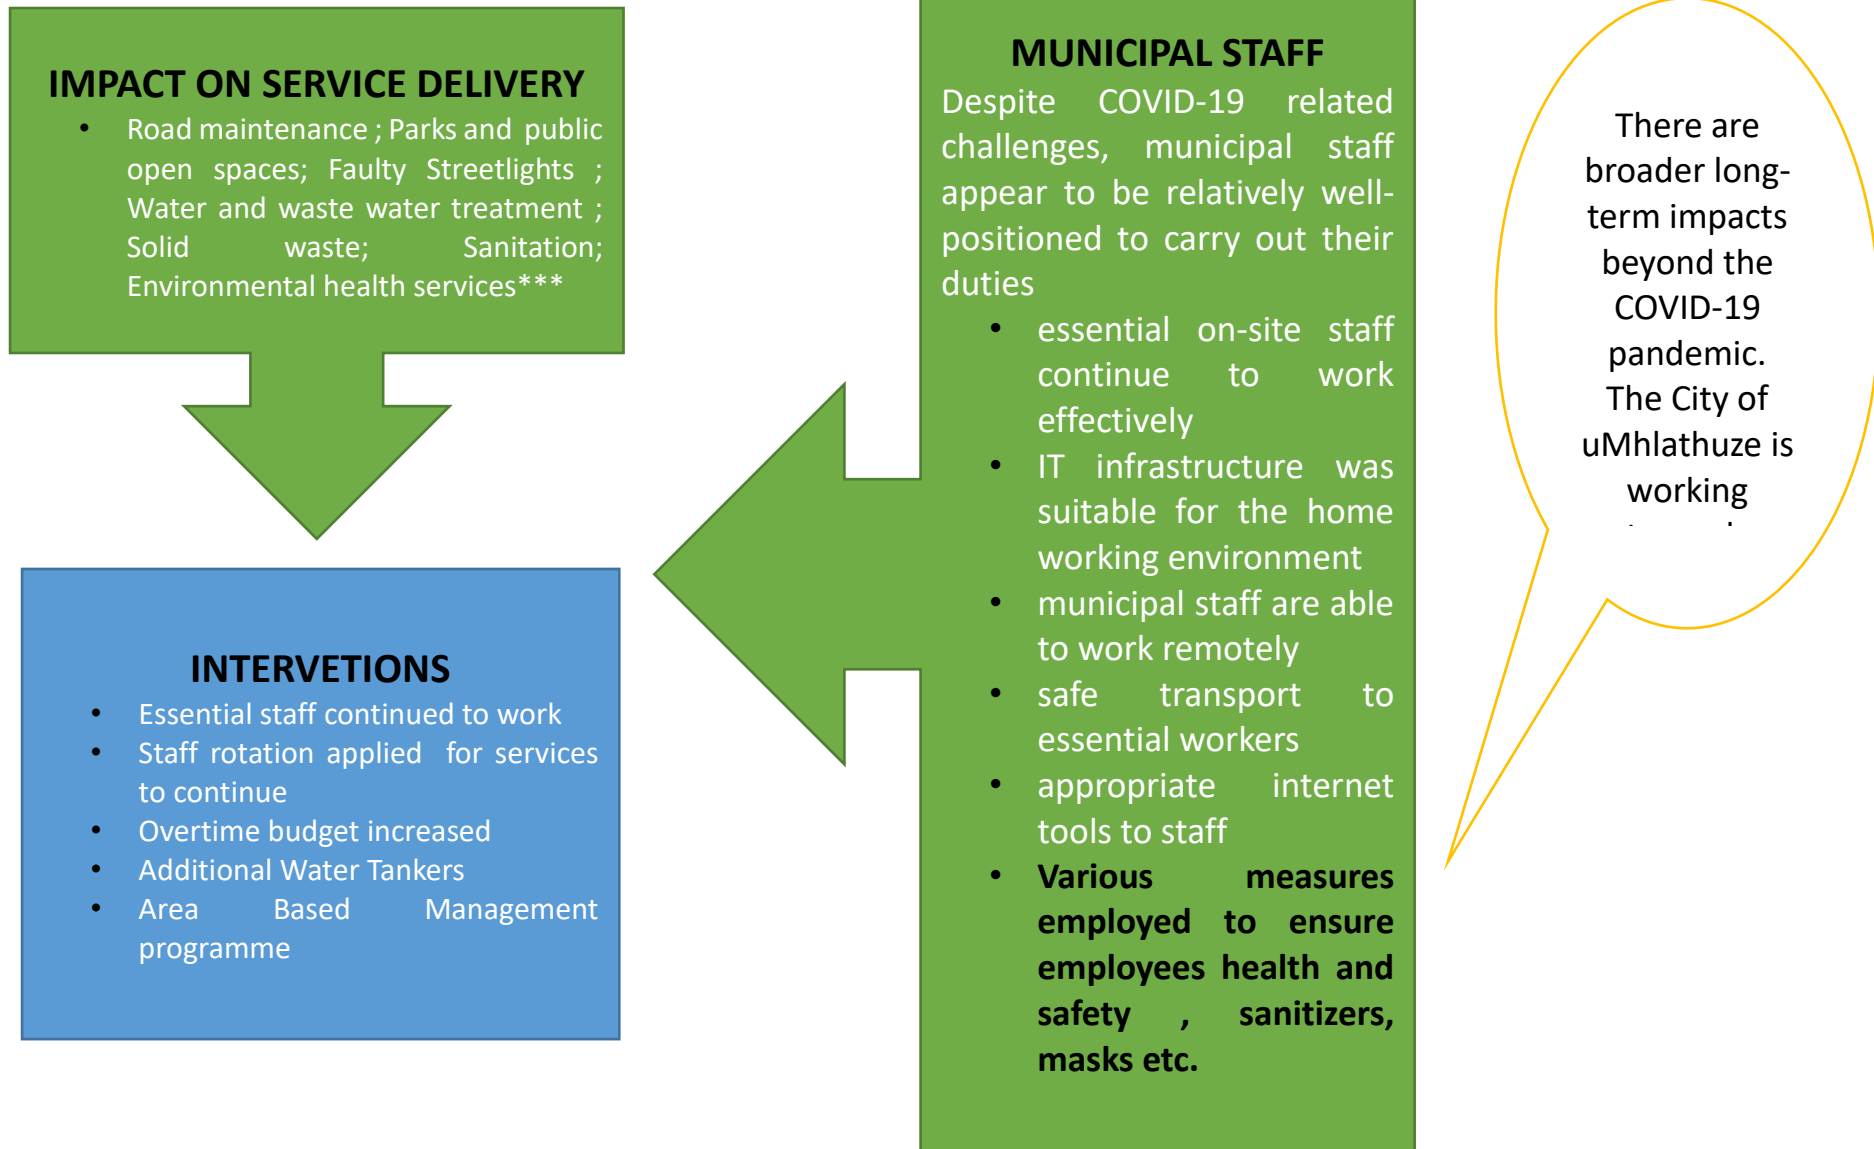 IMPACT ON SERVICE DELIVERY
• Road maintenance ; Parks and public
open spaces; Faulty Streetlights ;
Water and waste water treatment ;
Solid waste; Sanitation;
Environmental health services***
INTERVETIONS
• Essential staff continued to work
• Staff rotation applied for services
to continue
• Overtime budget increased
• Additional Water Tankers
• Area Based Management
programme
MUNICIPAL STAFF
Despite COVID-19 related
challenges, municipal staff
appear to be relatively well-
positioned to carry out their
duties
• essential on-site staff
continue to work
effectively
• IT infrastructure was
suitable for the home
working environment
• municipal staff are able
to work remotely
• safe transport to
essential workers
• appropriate internet
tools to staff
• Various measures
employed to ensure
employees health and
safety , sanitizers,
masks etc.
There are
broader long-
term impacts
beyond the
COVID-19
pandemic.
The City of
uMhlathuze is
working